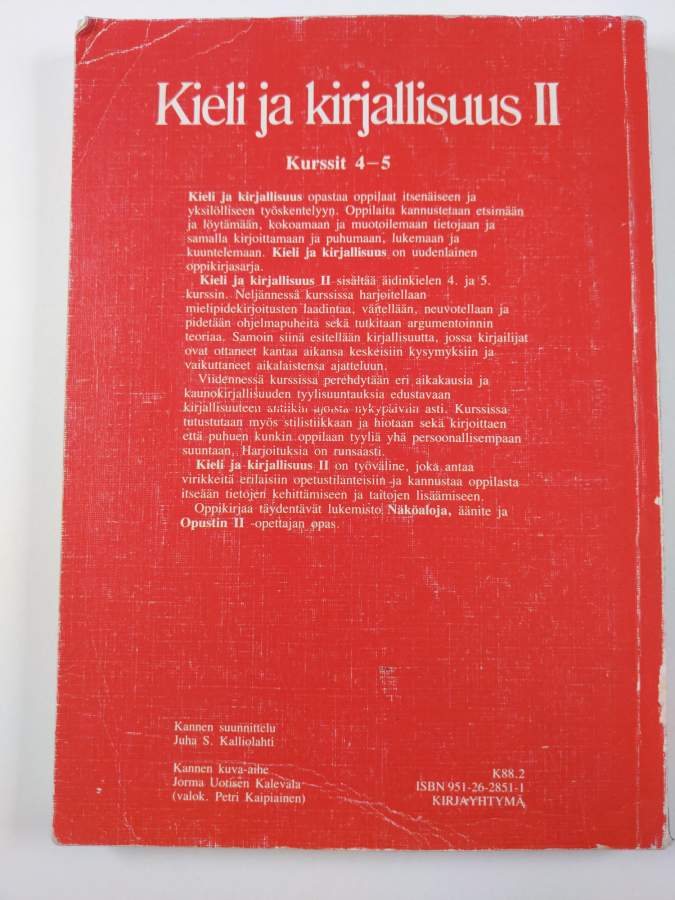 Kieli ja kirjallisuus II
Kurssit 4–5
Kieli ja kirjallisuus opastaa oppilaat itsenäiseen ja
yksilölliseen työskentelyyn. Oppilaita kannustetaan etsimään
ja löytämään, kokoamaan ja muotoilemaan tietojaan ja
samalla kirjoittamaan ja puhumaan, lukemaan ja
kuuntelemaan. Kieli ja kirjallisuus on uudenlainen
oppikirjasarja.
Kieli ja kirjallisuus II sisältää äidinkielen 4. ja 5.
kurssin. Neljännessä kurssissa harjoitellaan
mielipidekirjoitusten laadintaa, väitellään, neuvotellaan ja
pidetään ohjelmapuheita sekä tutkitaan argumentoinnin
teoriaa. Samoin siinä esitellään kirjallisuutta, jossa kirjailijat
ovat ottaneet kantaa aikansa keskeisiin kysymyksiin ja
vaikuttaneet aikalaistensa ajatteluun.
Viidennessä kurssissa perehdytään eri aikakausia ja
kaunokirjallisuuden tyylisuuntauksia edustavaan
kirjallisuuteen antiikin ajoista nykypäiviin asti. Kurssissa
tutustutaan myös stilistiikkaan ja hiotaan sekä kirjoittaen
että puhuen kunkin oppilaan tyyliä yhä persoonallisempaan
suuntaan. Harjoituksia on runsaasti.
Kieli ja kirjallisuus II on työväline, joka antaa
virikkeitä erilaisiin opetustilanteisiin ja kannustaa oppilasta
itseään tietojen kehittämiseen ja taitojen lisäämiseen.
Oppikirjaa täydentävät lukemisto Näköaloja, äänite ja
Opustin II -opettajan opas.
Kannen suunnittelu
Juha S. Kalliolahti
Kannen kuva-aihe
Jorma Uotisen Kalevala
(valok. Petri Kaipiainen)
K88.2
ISBN 951-26-2851-1
KIRJAYHTYMÄ